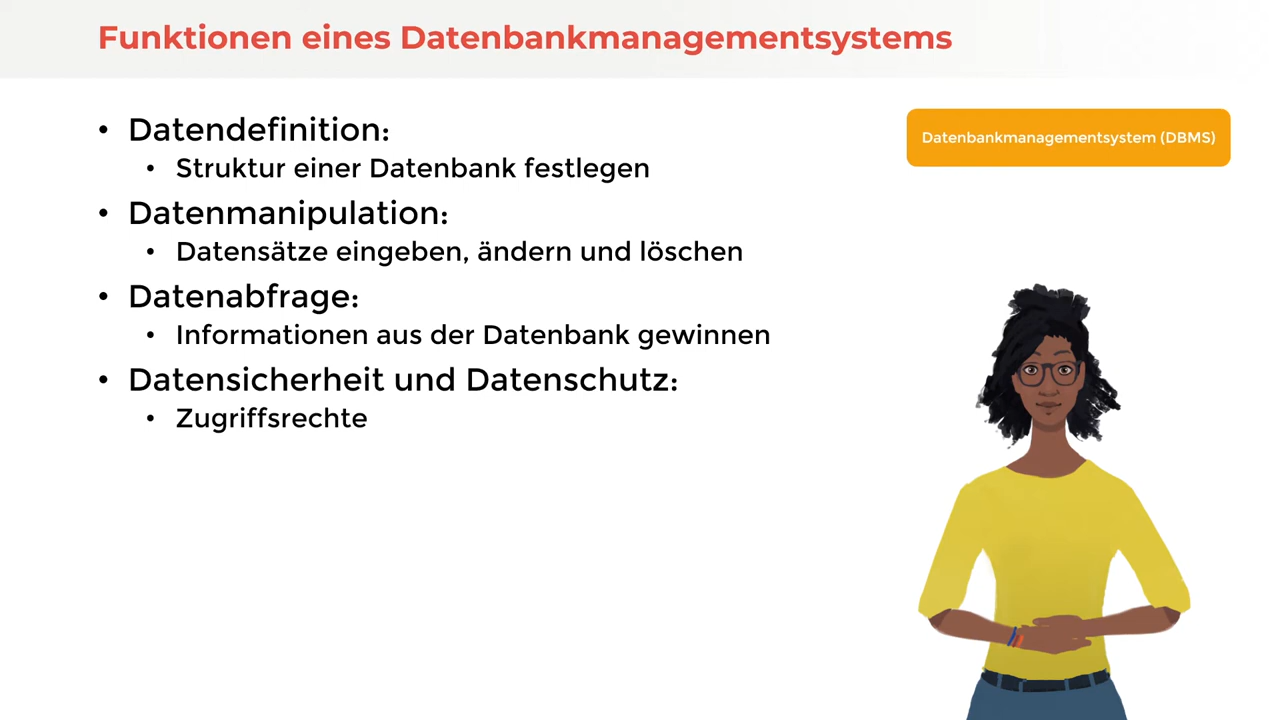 Funktionen eines Datenbankmanagementsystems
• Datendefinition:
• Struktur einer Datenbank festlegen
• Datenmanipulation:
• Datensätze eingeben, ändern und löschen
• Datenabfrage:
• Informationen aus der Datenbank gewinnen
• Datensicherheit und Datenschutz:
• Zugriffsrechte
Datenbankmanagementsystem (DBMS)